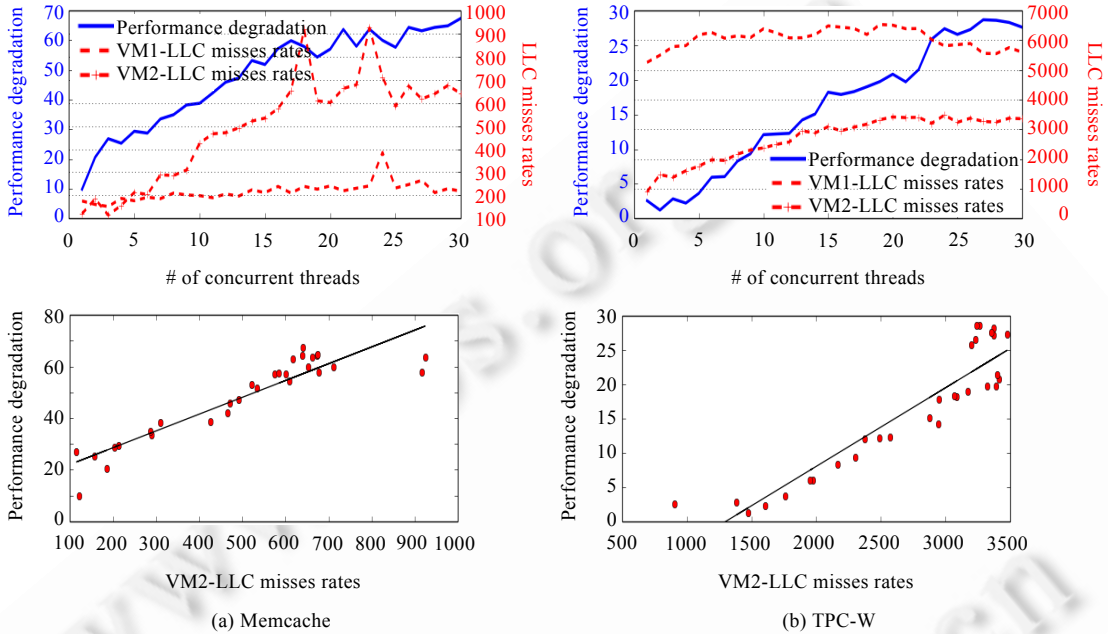 70
60
50
40
30
20
10
0
Performance degradation
Performance degradation
VM1-LLC misses rates
VM2-LLC misses rates
1000
900
800
700
600
500
400
300
200
100
LLC misses rates
0 5 10 15 20 25 30
# of concurrent threads
30
25
20
15
10
5
0
Performance degradation
Performance degradation
VM1-LLC misses rates
VM2-LLC misses rates
7000
6000
5000
4000
3000
2000
1000
0
LLC misses rates
0 5 10 15 20 25 30
# of concurrent threads
80
60
40
20
0
Performance degradation
100 200 300 400 500 600 700 800 900 1000
VM2-LLC misses rates
(a) Memcache
30
25
20
15
10
5
0
Performance degradation
500 1000 1500 2000 2500 3000 3500
VM2-LLC misses rates
(b) TPC-W